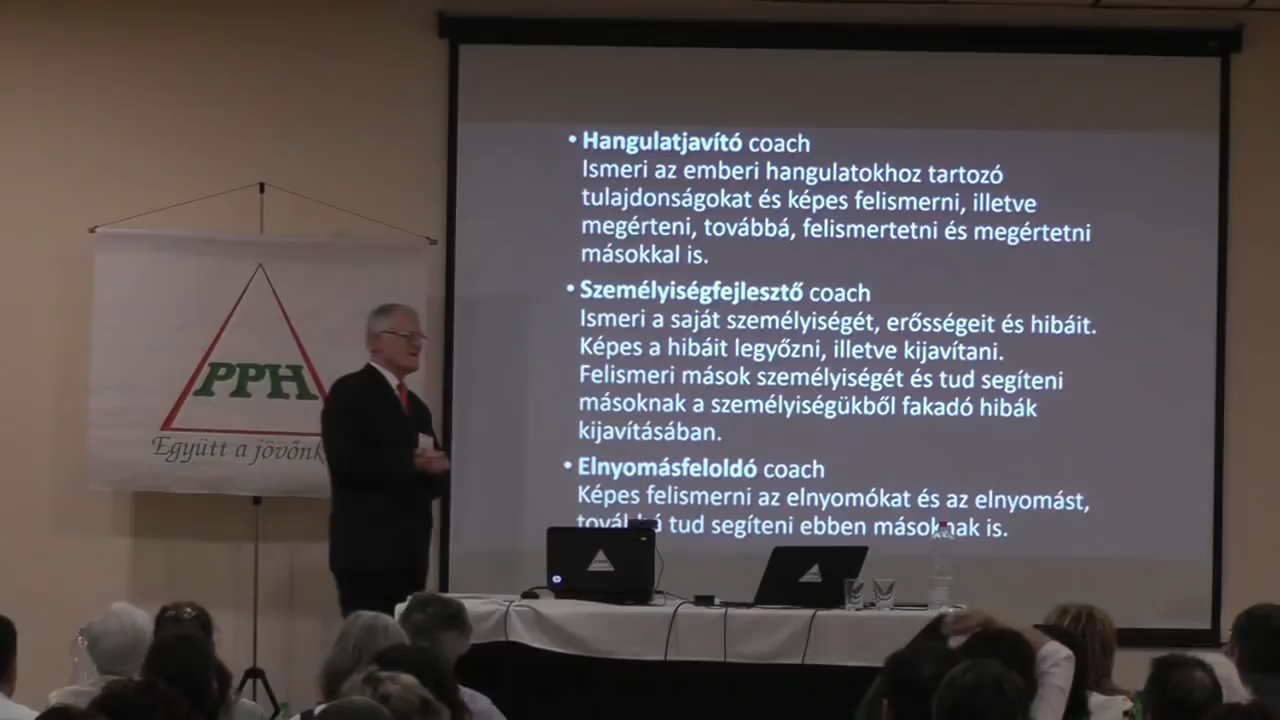 • Hangulatjavító coach
Ismeri az emberi hangulatokhoz tartozó
tulajdonságokat és képes felismerni, illetve
megérteni, továbbá, felismertetni és megértetni
másokkal is.
• Személyiségfejlesztő coach
Ismeri a saját személyiségét, erősségeit és hibáit.
Képes a hibáit legyőzni, illetve kijavítani.
Felismeri mások személyiségét és tud segíteni
másoknak a személyiségükből fakadó hibák
kijavításában.
• Elnyomásfeloldó coach
Képes felismerni az elnyomókat és az elnyomást,
továbbá tud segíteni ebben másoknak is.
PPH
Együtt a jövőnk
hp